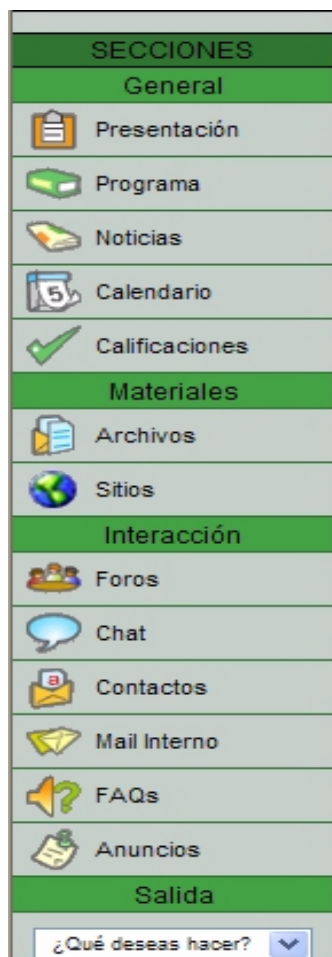 SECCIONES
General
Presentación
Programa
Noticias
5
Calendario
Calificaciones
Materiales
Archivos
Sitios
Interacción
Foros
Chat
a
Contactos
Mail Interno
?
FAQs
Anuncios
Salida
¿Qué deseas hacer?